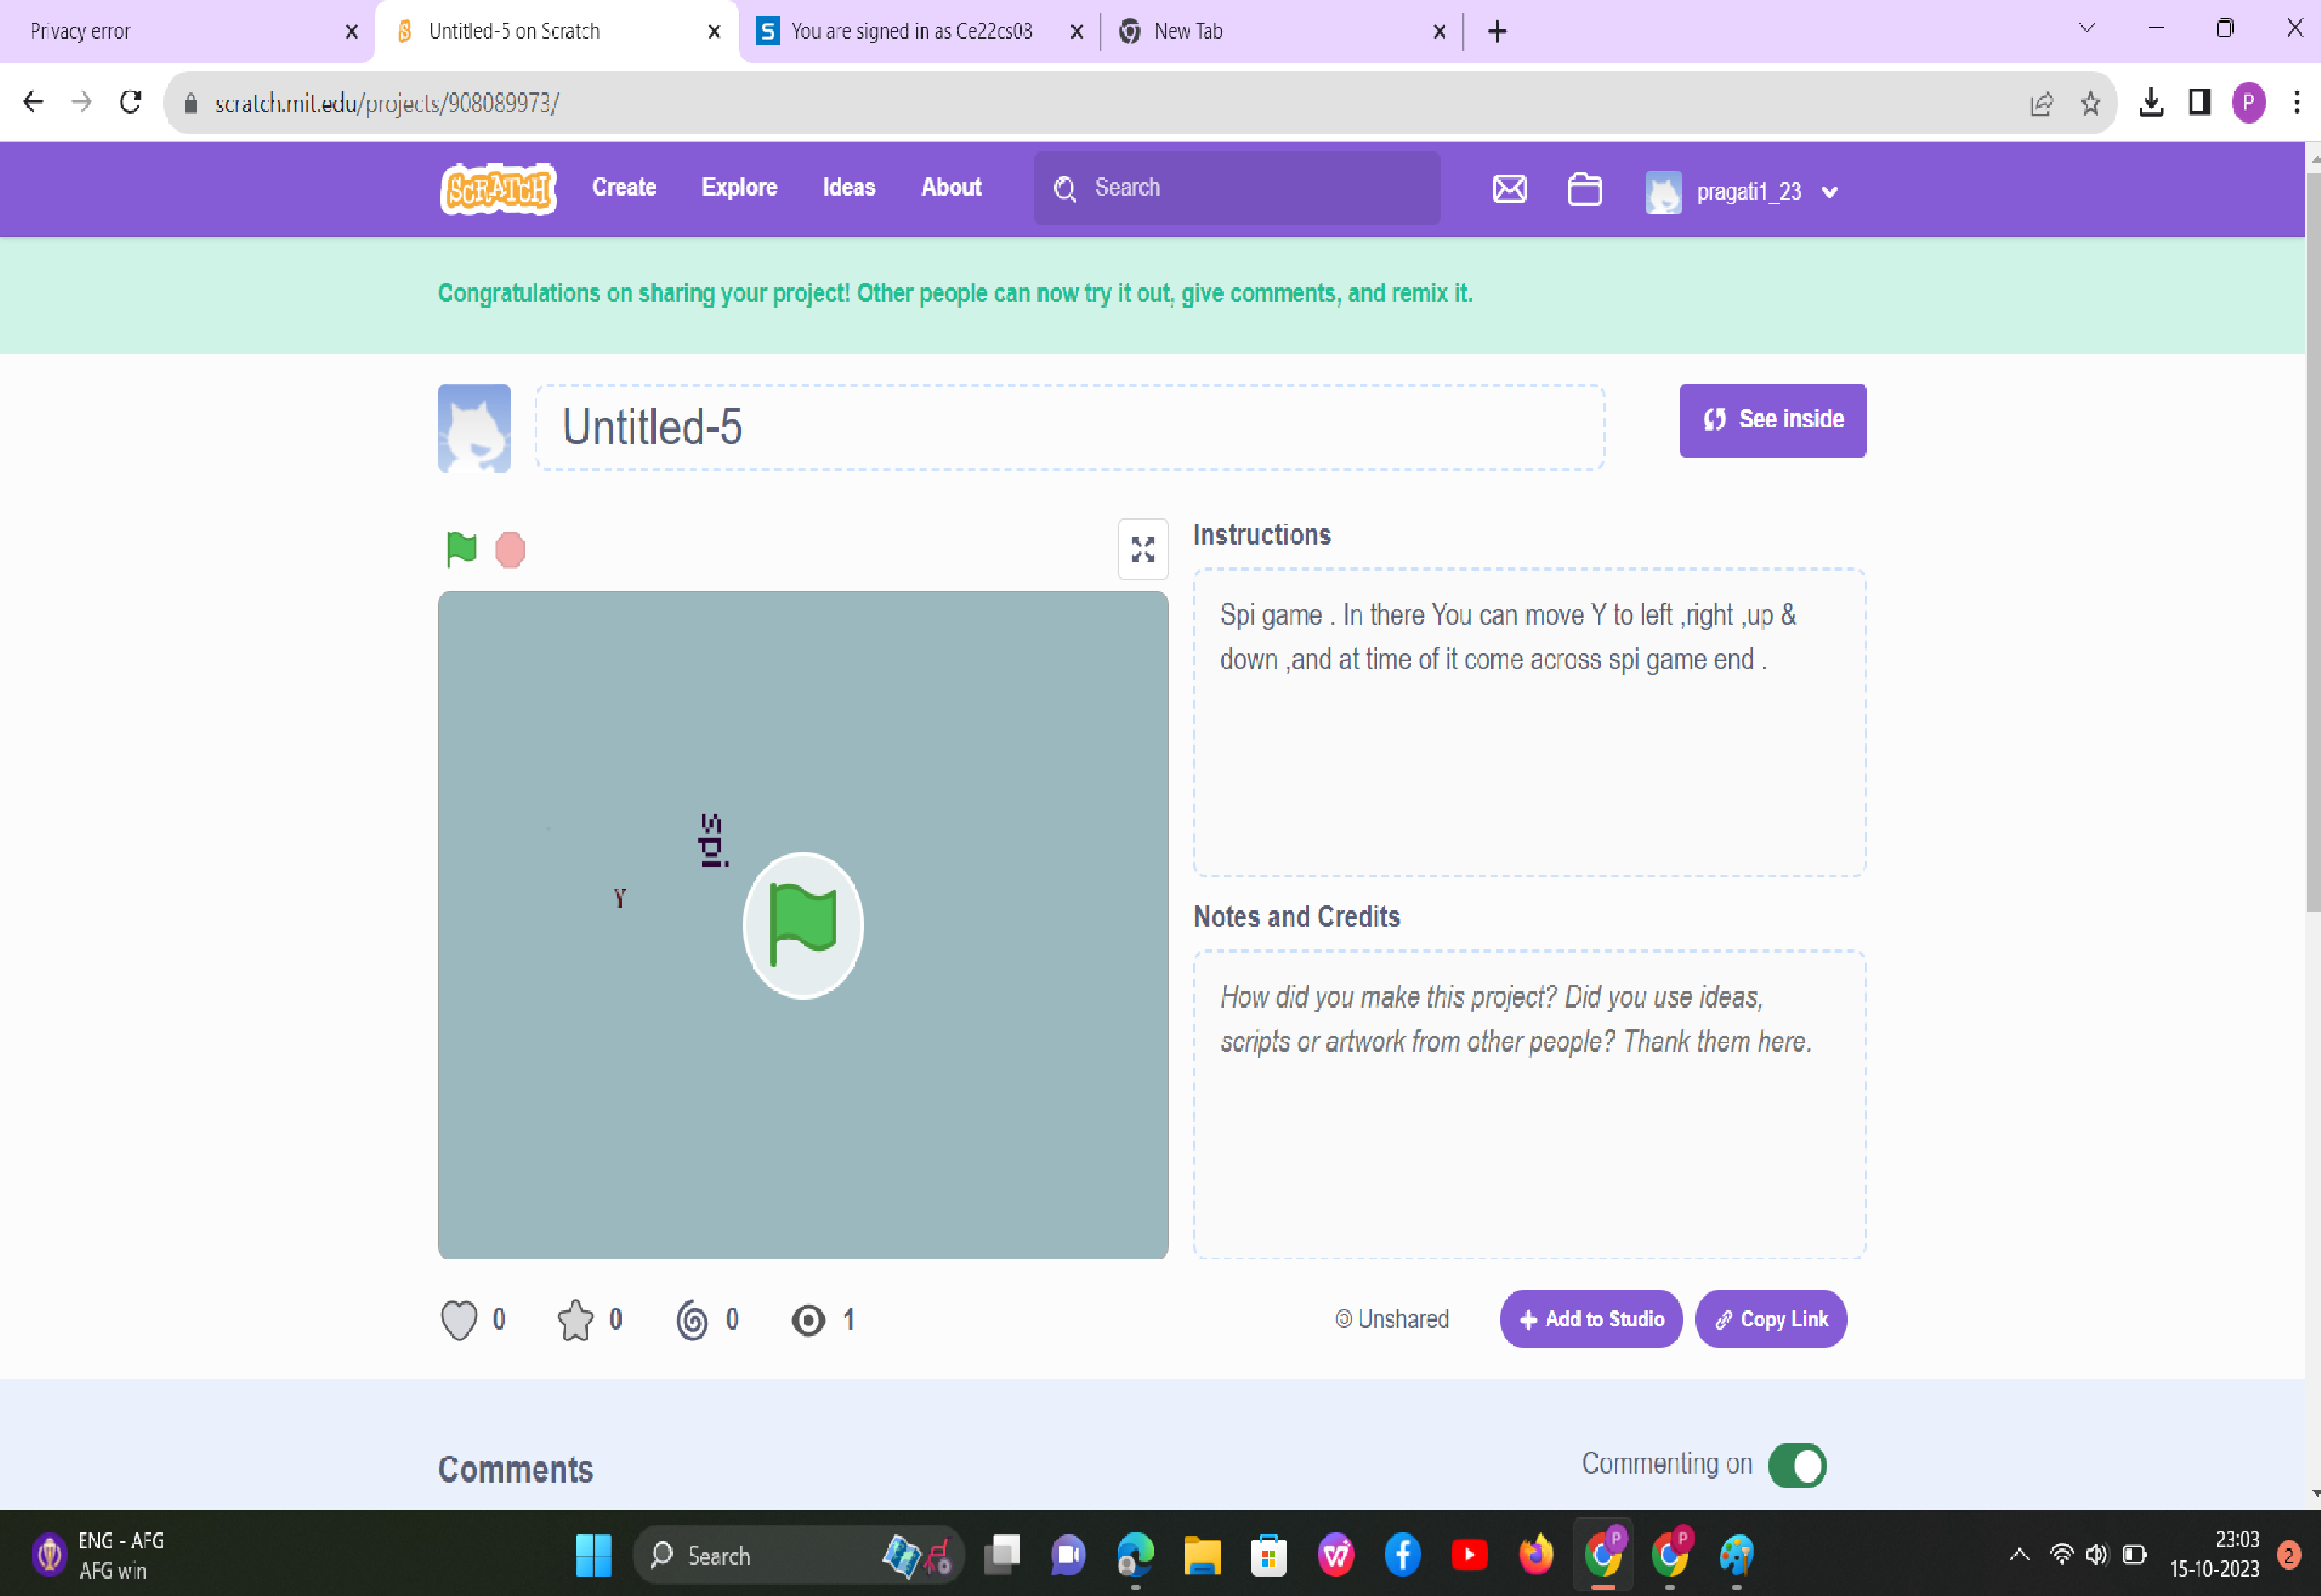 Privacy error
Untitled-5 on Scratch
You are signed in as Ce22cs08
New Tab
scratch.mit.edu/projects/908089973/
P
SCRATCH
Create
Explore
Ideas
About
Search
pragati1_23
Congratulations on sharing your project! Other people can now try it out, give comments, and remix it.
Untitled-5
See inside
Instructions
Spi game . In there You can move Y to left ,right ,up &
down ,and at time of it come across spi game end .
spi
Y
Notes and Credits
How did you make this project? Did you use ideas,
scripts or artwork from other people? Thank them here.
0
0
0
1
© Unshared
Add to Studio
Copy Link
Comments
Commenting on
ENG - AFG
AFG win
Search
P
P
23:03
15-10-2023
2